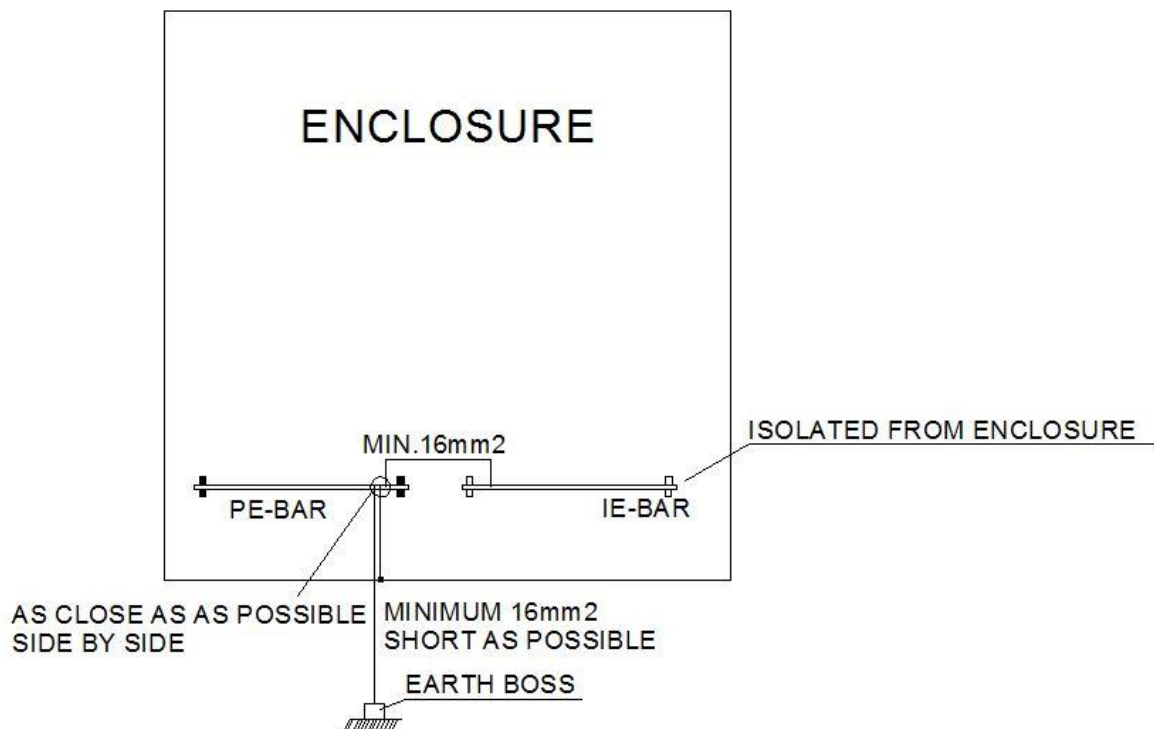 ENCLOSURE
MIN.16mm2
ISOLATED FROM ENCLOSURE
PE-BAR
IE-BAR
AS CLOSE AS AS POSSIBLE
SIDE BY SIDE
MINIMUM 16mm2
SHORT AS POSSIBLE
EARTH BOSS